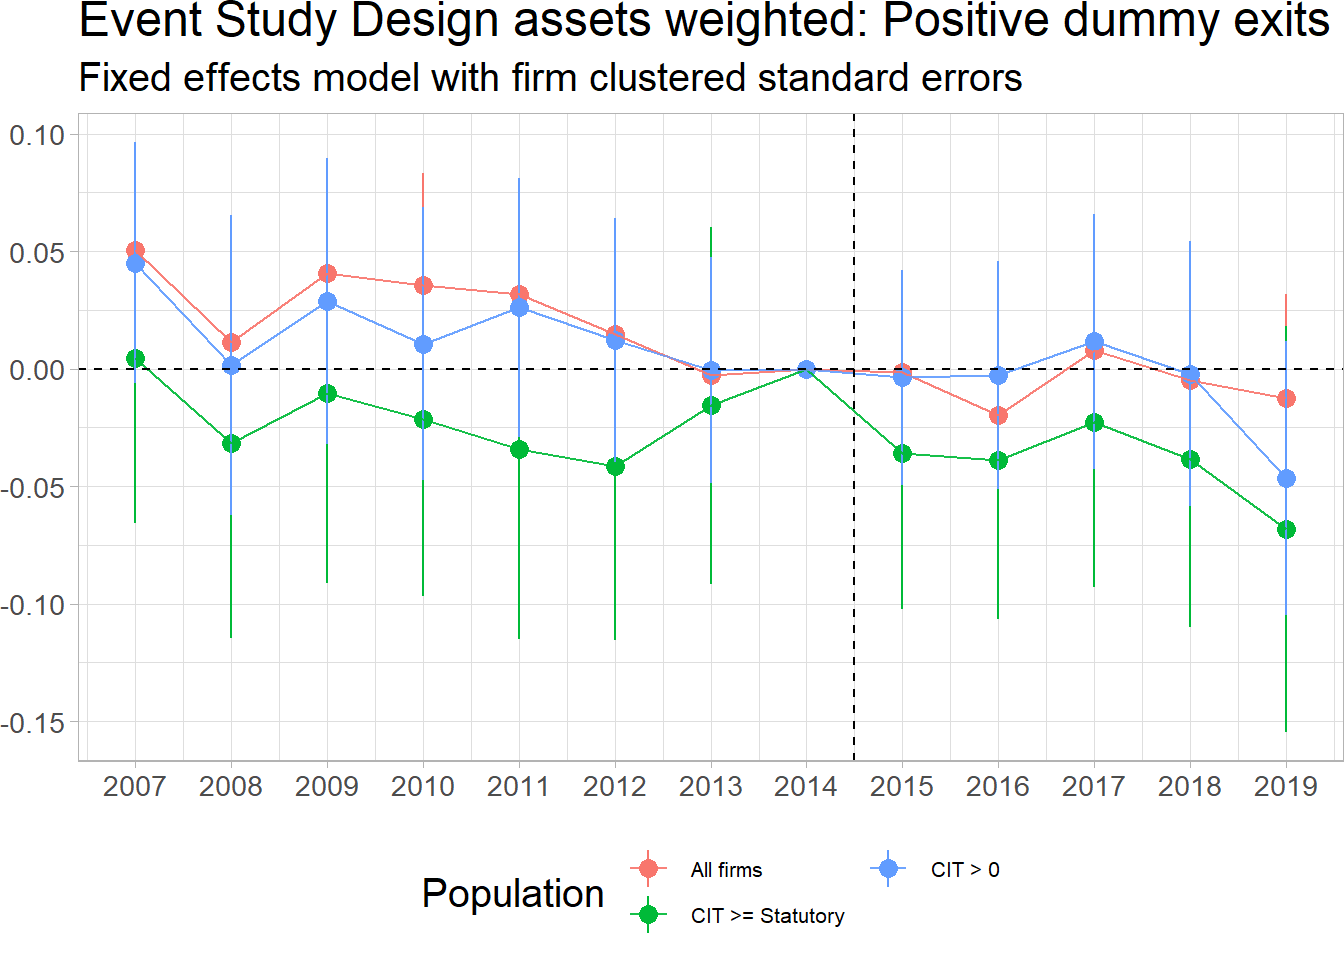 Event Study Design assets weighted: Positive dummy exits
Fixed effects model with firm clustered standard errors
0.10
0.05
0.00
-0.05
-0.10
-0.15
2007 2008 2009 2010 2011 2012 2013 2014 2015 2016 2017 2018 2019
Population
All firms
CIT > 0
CIT >= Statutory